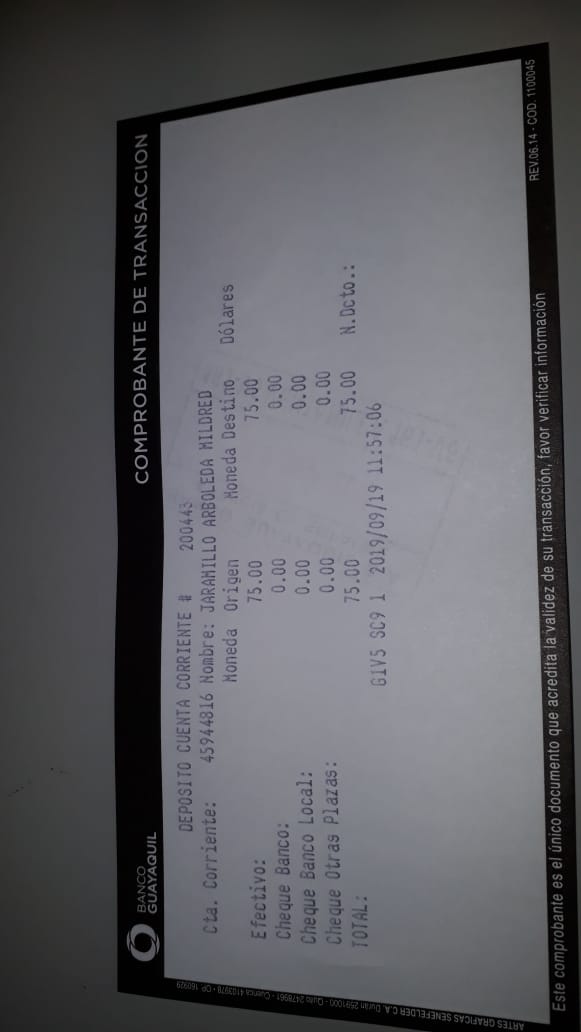 BANCO
GUAYAQUIL
COMPROBANTE DE TRANSACCION
DEPOSITO CUENTA CORRIENTE # 200443
Cta. Corriente: 45944816 Nombre: JARAMILLO ARBOLEDA MILDRED
Moneda Origen Moneda Destino Dólares
Efectivo: 75.00 75.00
Cheque Banco: 0.00 0.00
Cheque Banco Local: 0.00 0.00
Cheque Otras Plazas: 0.00 0.00
TOTAL: 75.00 75.00 N.Dcto.:
G1V5 SC9 1 2019/09/19 11:57:06
Este comprobante es el único documento que acredita la validez de su transacción, favor verificar información
REV.06.14 - COD. 1100045
ARTES GRAFICAS SENEFELDER C.A. Durán 2591000 - Quito 2478961 - Cuenca 4103978 - OP. 160929